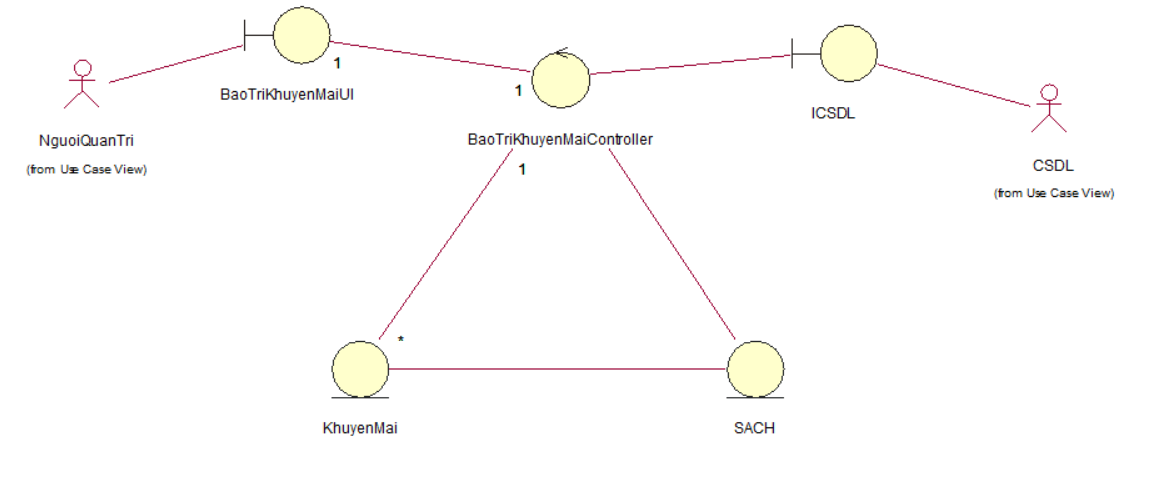 1
BaoTriKhuyenMaiUI
1
ICSDL
NguoiQuanTri
(from Use Case View)
BaoTriKhuyenMaiController
1
CSDL
(from Use Case View)
*
KhuyenMai
SACH